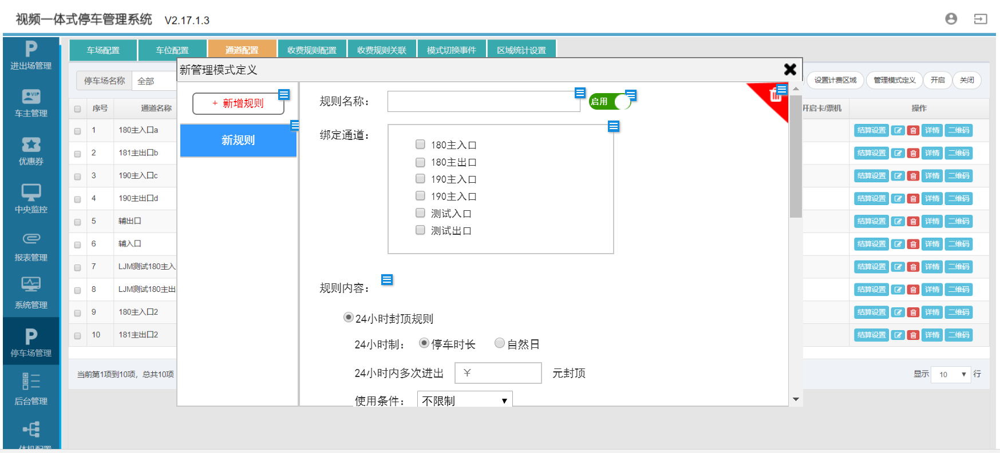 视频一体式停车管理系统 V2.17.1.3
进出场管理
车主管理
优惠券
中央监控
报表管理
系统管理
停车场管理
后台管理
车场配置 车位配置 通道配置 收费规则配置 收费规则关联 模式切换事件 区域统计设置
停车场名称 全部 设置计费区域 管理模式定义 开启 关闭
序号 通道名称 开启卡/票机 操作
1 180主入口a 结算设置 详情 二维码
2 181主出口b 结算设置 详情 二维码
3 190主入口c 结算设置 详情 二维码
4 190主出口d 结算设置 详情 二维码
5 辅出口 结算设置 详情 二维码
6 辅入口 结算设置 详情 二维码
7 LJM测试180主入 结算设置 详情 二维码
8 LJM测试180主出 结算设置 详情 二维码
9 180主入口2 结算设置 详情 二维码
10 181主出口2 结算设置 详情 二维码
当前第1项到10项，总共10项 显示 10 行
新管理模式定义
+ 新增规则
新规则
规则名称： 启用
绑定通道：
180主入口
180主出口
190主入口
190主入口
测试入口
测试出口
规则内容：
24小时封顶规则
24小时制： 停车时长 自然日
24小时内多次进出 ￥ 元封顶
使用条件： 不限制